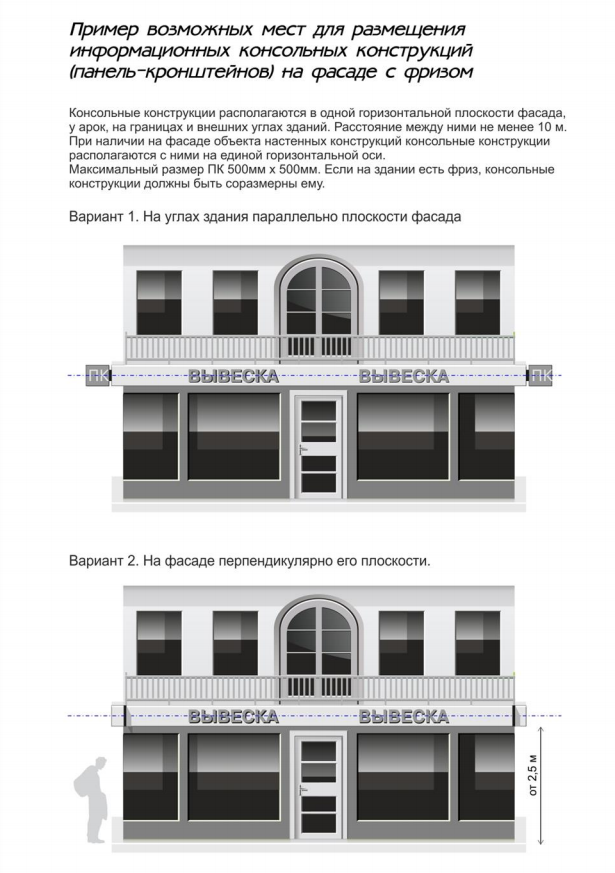 Пример возможных мест для размещения
информационных консольных конструкций
(панель-кронштейнов) на фасаде с фризом
Консольные конструкции располагаются в одной горизонтальной плоскости фасада,
у арок, на границах и внешних углах зданий. Расстояние между ними не менее 10 м.
При наличии на фасаде объекта настенных конструкций консольные конструкции
располагаются с ними на единой горизонтальной оси.
Максимальный размер ПК 500мм х 500мм. Если на здании есть фриз, консольные
конструкции должны быть соразмерны ему.
Вариант 1. На углах здания параллельно плоскости фасада
ПК ВЫВЕСКА ВЫВЕСКА ПК
Вариант 2. На фасаде перпендикулярно его плоскости.
ВЫВЕСКА ВЫВЕСКА
от 2,5 м